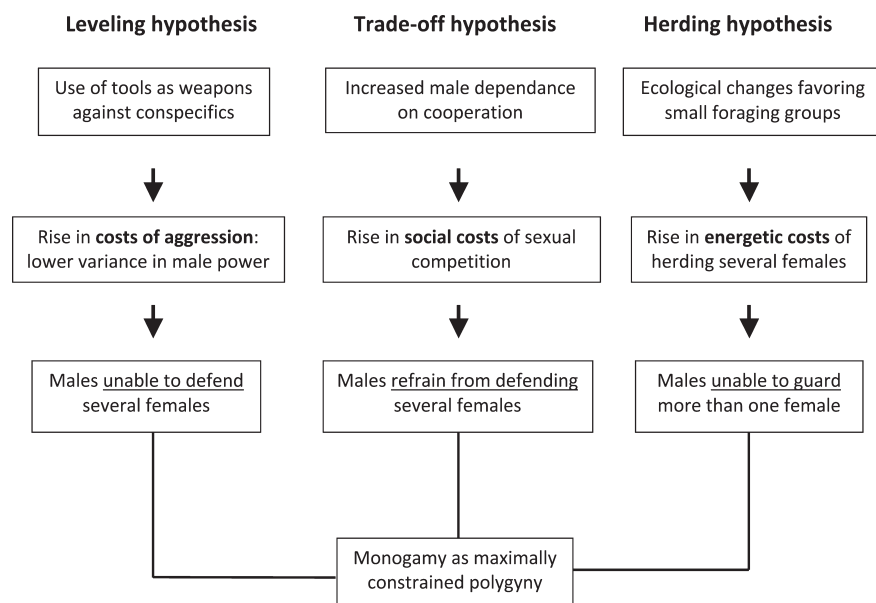 Leveling hypothesis
Trade-off hypothesis
Herding hypothesis
Use of tools as weapons
against conspecifics
Increased male dependance
on cooperation
Ecological changes favoring
small foraging groups
Rise in costs of aggression:
lower variance in male power
Rise in social costs of sexual
competition
Rise in energetic costs of
herding several females
Males unable to defend
several females
Males refrain from defending
several females
Males unable to guard
more than one female
Monogamy as maximally
constrained polygyny